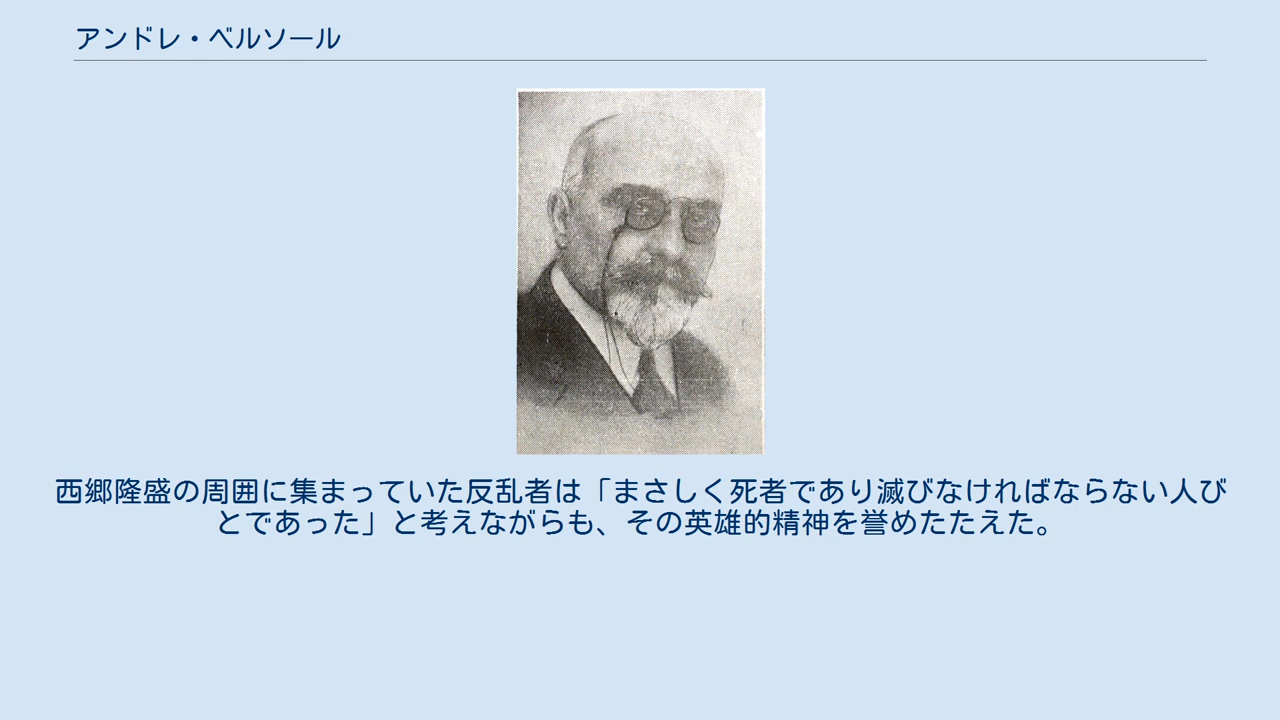 アンドレ・ベルソール
西郷隆盛の周囲に集まっていた反乱者は「まさしく死者であり滅びなければならない人び
とであった」と考えながらも、その英雄的精神を誉めたたえた。